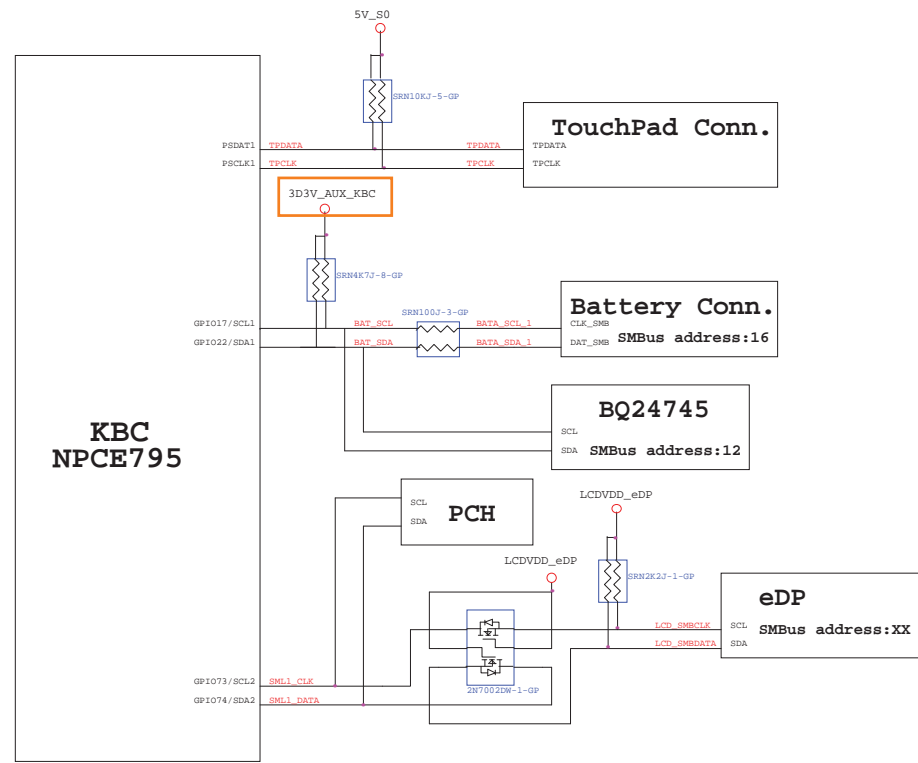 5V_S0
SRN10KJ-5-GP
TouchPad Conn.
PSDAT1 TPDATA TPDATA TPDATA
PSCLK1 TPCLK TPCLK TPCLK
3D3V_AUX_KBC
SRN4K7J-8-GP
SRN100J-3-GP
Battery Conn.
GPIO17/SCL1 BAT_SCL BATA_SCL_1 CLK_SMB
SMBus address:16
GPIO22/SDA1 BAT_SDA BATA_SDA_1 DAT_SMB
BQ24745
SCL
SDA SMBus address:12
KBC
NPCE795
SCL
PCH
SDA
LCDVDD_eDP
LCDVDD_eDP
SRN2K2J-1-GP
eDP
LCD_SMBCLK SCL
SMBus address:XX
LCD_SMBDATA SDA
GPIO73/SCL2 SML1_CLK
2N7002DW-1-GP
GPIO74/SDA2 SML1_DATA